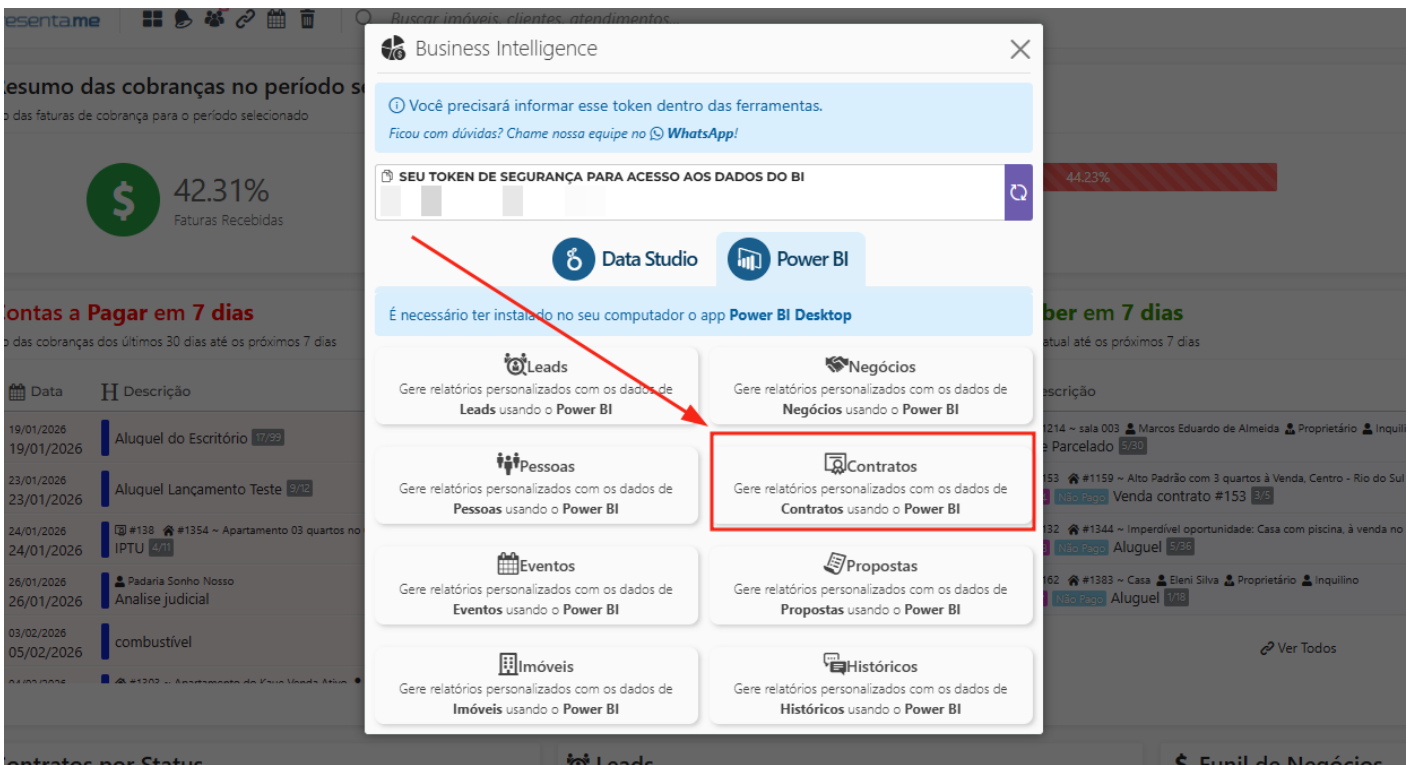 esentame
Buscar imóveis, clientes, atendimentos...
Business Intelligence
esumo das cobranças no período s
o das faturas de cobrança para o período selecionado
42.31%
Faturas Recebidas
44.23%
Você precisará informar esse token dentro das ferramentas.
Ficou com dúvidas? Chame nossa equipe no WhatsApp!
SEU TOKEN DE SEGURANÇA PARA ACESSO AOS DADOS DO BI
Data Studio
Power BI
É necessário ter instalado no seu computador o app Power BI Desktop
Leads
Gere relatórios personalizados com os dados de
Leads usando o Power BI
Negócios
Gere relatórios personalizados com os dados de
Negócios usando o Power BI
Pessoas
Gere relatórios personalizados com os dados de
Pessoas usando o Power BI
Contratos
Gere relatórios personalizados com os dados de
Contratos usando o Power BI
Eventos
Gere relatórios personalizados com os dados de
Eventos usando o Power BI
Propostas
Gere relatórios personalizados com os dados de
Propostas usando o Power BI
Imóveis
Gere relatórios personalizados com os dados de
Imóveis usando o Power BI
Históricos
Gere relatórios personalizados com os dados de
Históricos usando o Power BI
ontas a Pagar em 7 dias
o das cobranças dos últimos 30 dias até os próximos 7 dias
Data
Descrição
19/01/2026
19/01/2026
Aluguel do Escritório 17/99
23/01/2026
23/01/2026
Aluguel Lançamento Teste 9/12
24/01/2026
24/01/2026
#138 #1354 ~ Apartamento 03 quartos no
IPTU 4/11
26/01/2026
26/01/2026
Padaria Sonho Nosso
Analise judicial
03/02/2026
05/02/2026
combustível
ber em 7 dias
atual até os próximos 7 dias
escrição
1214 ~ sala 003 Marcos Eduardo de Almeida Proprietário Inquili
e Parcelado 5/30
153 #1159 ~ Alto Padrão com 3 quartos à Venda, Centro - Rio do Sul
Não Pago Venda contrato #153 3/5
132 #1344 ~ Imperdível oportunidade: Casa com piscina, à venda no
Não Pago Aluguel 5/36
162 #1383 ~ Casa Eleni Silva Proprietário Inquilino
Não Pago Aluguel 1/18
Ver Todos
ontratos por Status
Leads
Funil de Negócios